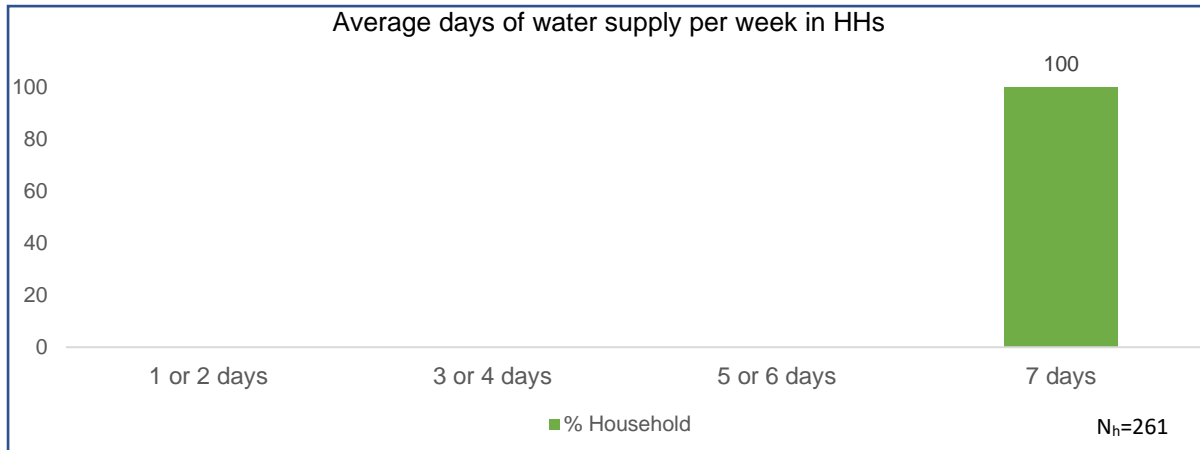 Average days of water supply per week in HHs
100
100
80
60
40
20
0
1 or 2 days
3 or 4 days
5 or 6 days
7 days
% Household
Nₕ=261